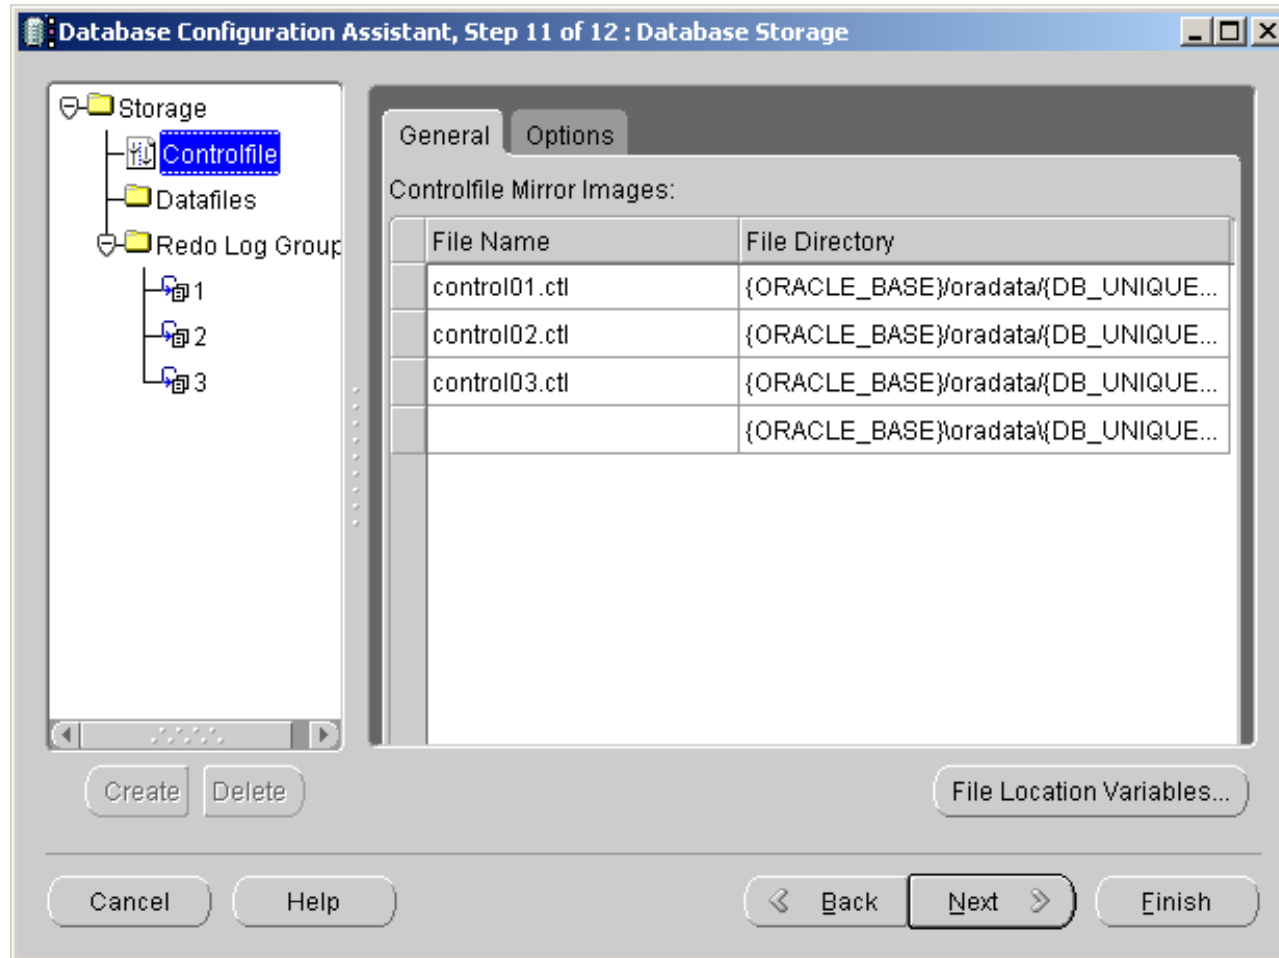 Database Configuration Assistant, Step 11 of 12 : Database Storage
Storage
Controlfile
Datafiles
Redo Log Group
1
2
3
General Options
Controlfile Mirror Images:
File Name File Directory
control01.ctl {ORACLE_BASE}/oradata/{DB_UNIQUE...
control02.ctl {ORACLE_BASE}/oradata/{DB_UNIQUE...
control03.ctl {ORACLE_BASE}/oradata/{DB_UNIQUE...
{ORACLE_BASE}\oradata\{DB_UNIQUE...
Create Delete
File Location Variables...
Cancel Help Back Next Finish